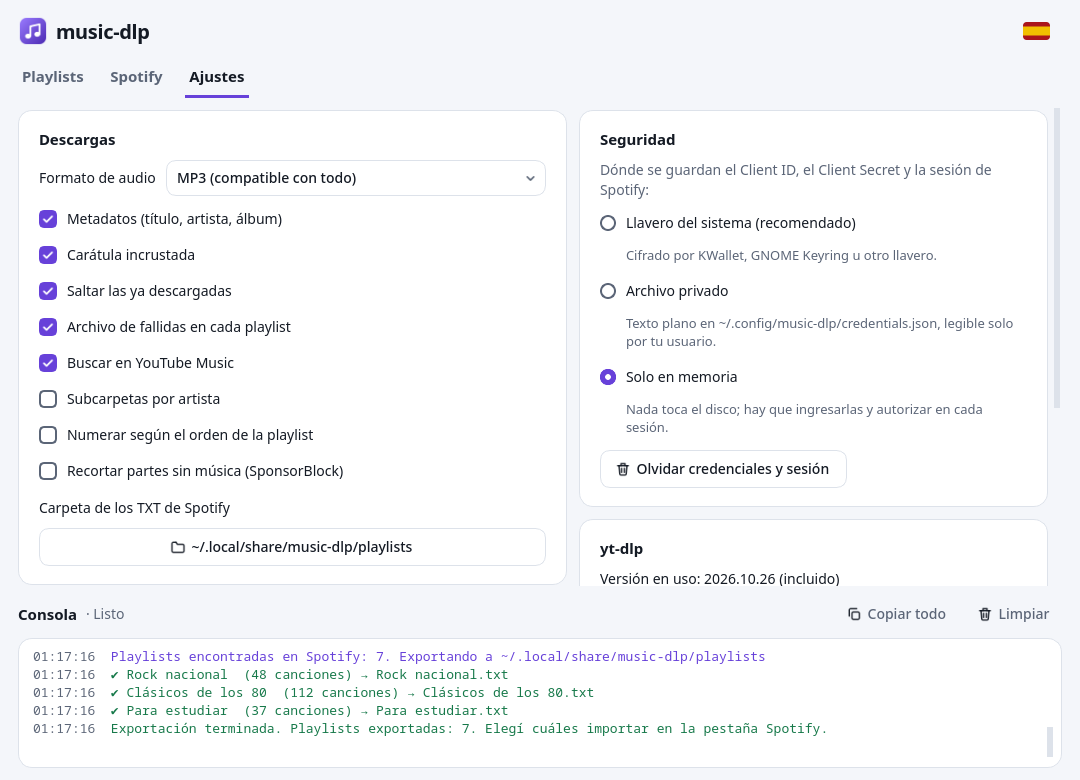 music-dlp
Playlists
Spotify
Ajustes
Descargas
Formato de audio
MP3 (compatible con todo)
Metadatos (título, artista, álbum)
Carátula incrustada
Saltar las ya descargadas
Archivo de fallidas en cada playlist
Buscar en YouTube Music
Subcarpetas por artista
Numerar según el orden de la playlist
Recortar partes sin música (SponsorBlock)
Carpeta de los TXT de Spotify
~/.local/share/music-dlp/playlists
Seguridad
Dónde se guardan el Client ID, el Client Secret y la sesión de
Spotify:
Llavero del sistema (recomendado)
Cifrado por KWallet, GNOME Keyring u otro llavero.
Archivo privado
Texto plano en ~/.config/music-dlp/credentials.json, legible solo
por tu usuario.
Solo en memoria
Nada toca el disco; hay que ingresarlas y autorizar en cada
sesión.
Olvidar credenciales y sesión
yt-dlp
Versión en uso: 2026.10.26 (incluido)
Consola · Listo
Copiar todo
Limpiar
01:17:16 Playlists encontradas en Spotify: 7. Exportando a ~/.local/share/music-dlp/playlists
01:17:16 ✔ Rock nacional (48 canciones) → Rock nacional.txt
01:17:16 ✔ Clásicos de los 80 (112 canciones) → Clásicos de los 80.txt
01:17:16 ✔ Para estudiar (37 canciones) → Para estudiar.txt
01:17:16 Exportación terminada. Playlists exportadas: 7. Elegí cuáles importar en la pestaña Spotify.